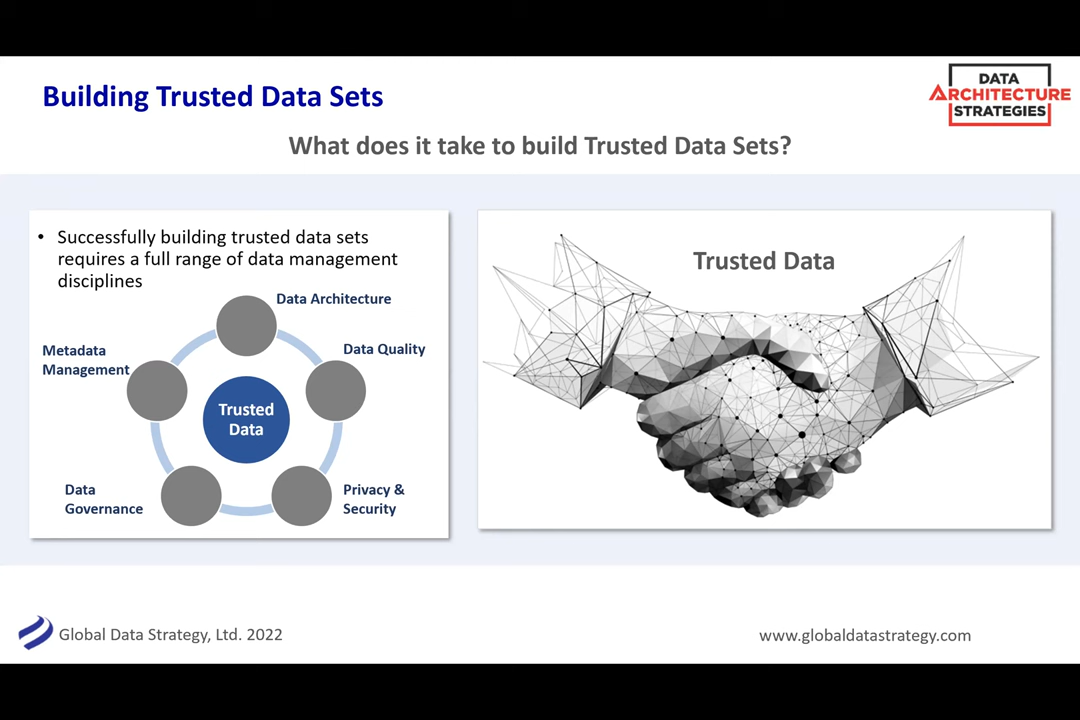 Building Trusted Data Sets
DATA
ARCHITECTURE
STRATEGIES
What does it take to build Trusted Data Sets?
• Successfully building trusted data sets
requires a full range of data management
disciplines
Data Architecture
Metadata
Management
Data Quality
Trusted
Data
Data
Governance
Privacy &
Security
Trusted Data
Global Data Strategy, Ltd. 2022
www.globaldatastrategy.com